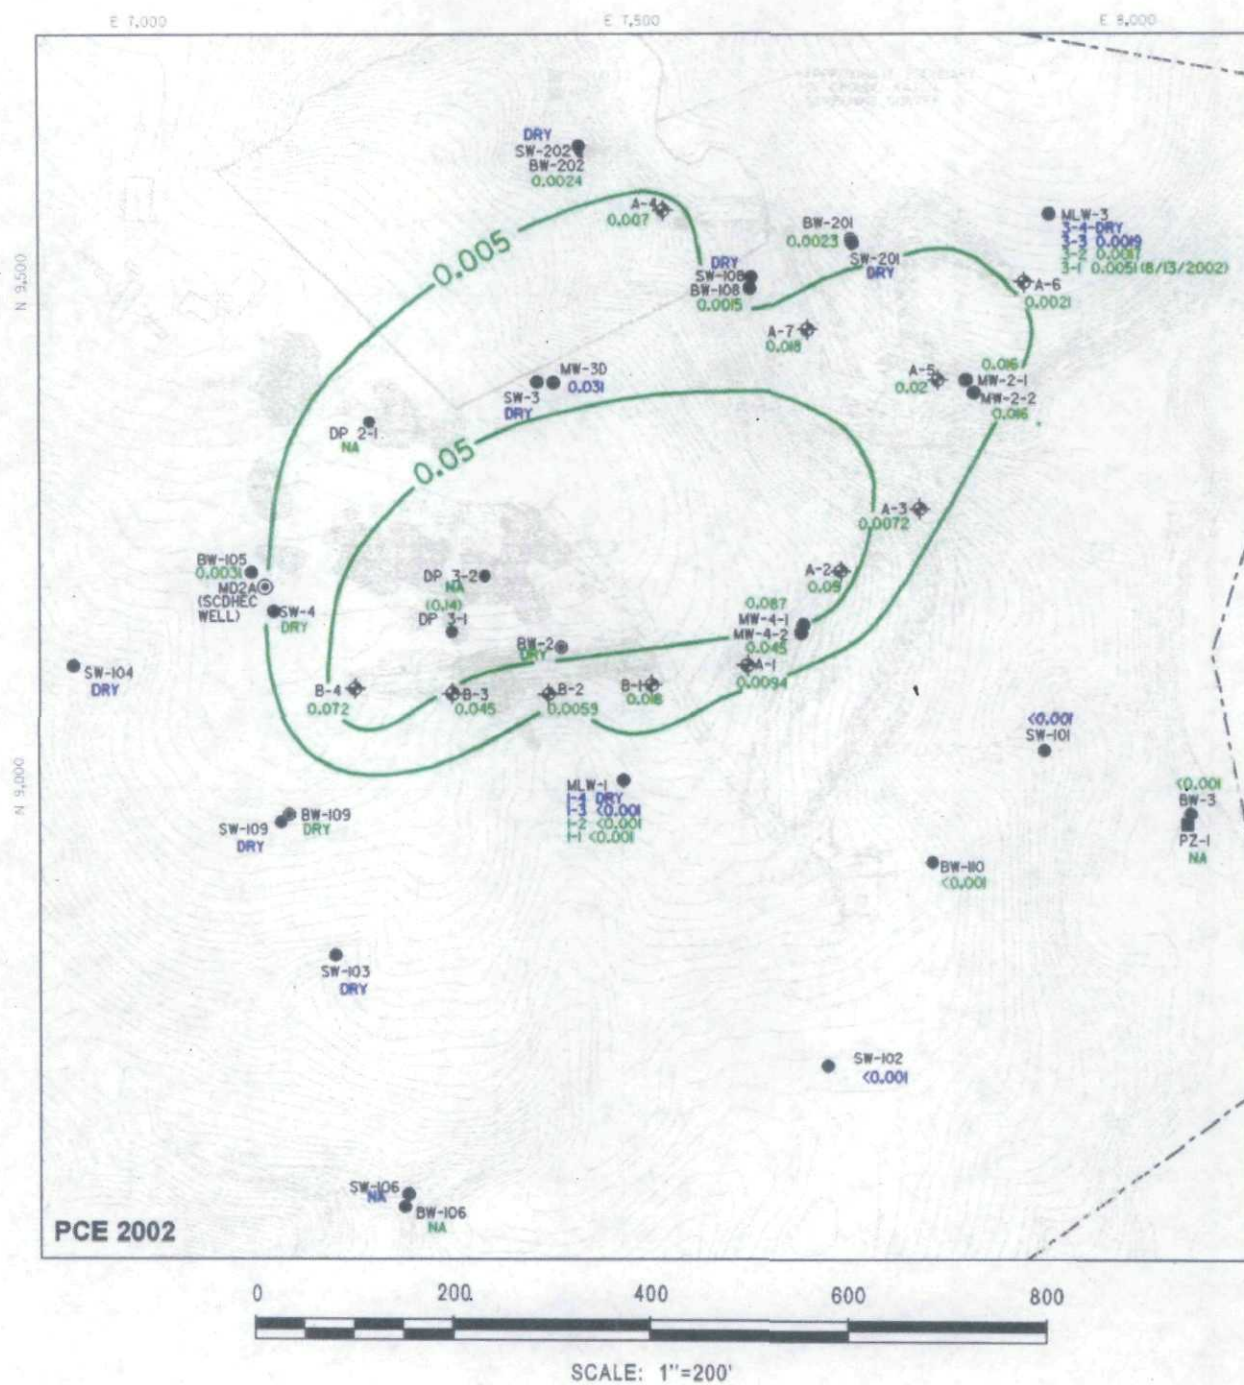 E 7,000 E 7,500 E 8,000
N 9,500
N 9,000
DRY
SW-202
BW-202
0.0024
A-4
0.007
0.005
BW-201
0.0023
SW-201
DRY
MLW-3
3-4-DRY
3-3 0.0019
3-2 0.0017
3-1 0.0051(8/13/2002)
DRY
SW-108
BW-108
0.0015
A-6
0.0021
A-7
0.018
MW-3D
0.031
SW-3
DRY
A-5
0.02
0.016
MW-2-1
MW-2-2
0.016
DP 2-1
NA
0.05
A-3
0.0072
BW-105
0.0031
MD2A
(SCDHEC
WELL)
SW-4
DRY
DP 3-2
NA
(0.14)
DP 3-1
A-2
0.09
0.087
MW-4-1
MW-4-2
0.045
BW-2
DRY
A-1
0.0094
SW-104
DRY
B-4
0.072
B-3
0.045
B-2
0.0059
B-1
0.018
<0.001
SW-101
MLW-1
1-4 DRY
1-3 <0.001
1-2 <0.001
1-1 <0.001
<0.001
BW-3
PZ-1
NA
BW-109
DRY
SW-109
DRY
BW-110
<0.001
SW-103
DRY
SW-102
<0.001
SW-106
NA
BW-106
NA
PCE 2002
0 200. 400 600 800
SCALE: 1"=200'